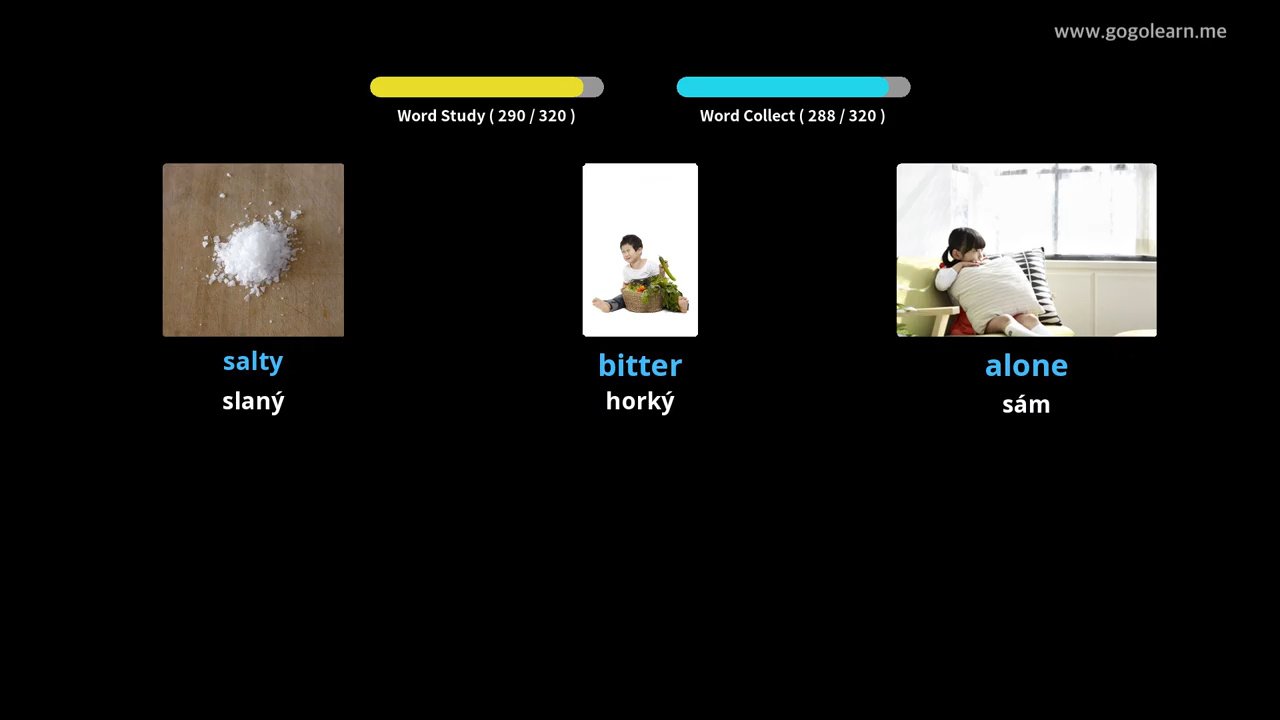 www.gogolearn.me
Word Study ( 290 / 320 )
Word Collect ( 288 / 320 )
salty
slaný
bitter
horký
alone
sám